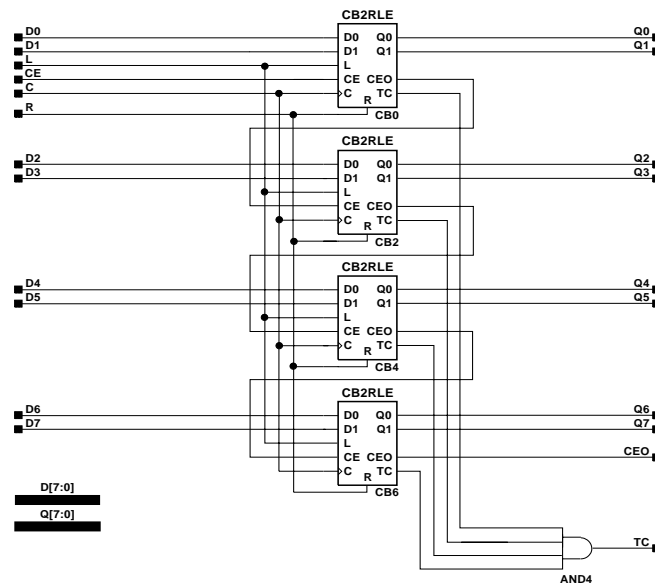 CB2RLE
D0 D0 Q0 Q0
D1 D1 Q1 Q1
L L
CE CE CEO
C C TC
R R
CB0
CB2RLE
D2 D0 Q0 Q2
D3 D1 Q1 Q3
L
CE CEO
C TC
R
CB2
CB2RLE
D4 D0 Q0 Q4
D5 D1 Q1 Q5
L
CE CEO
C TC
R
CB4
CB2RLE
D6 D0 Q0 Q6
D7 D1 Q1 Q7
L
CE CEO CEO
C TC
R
CB6
D[7:0]
Q[7:0]
TC
AND4